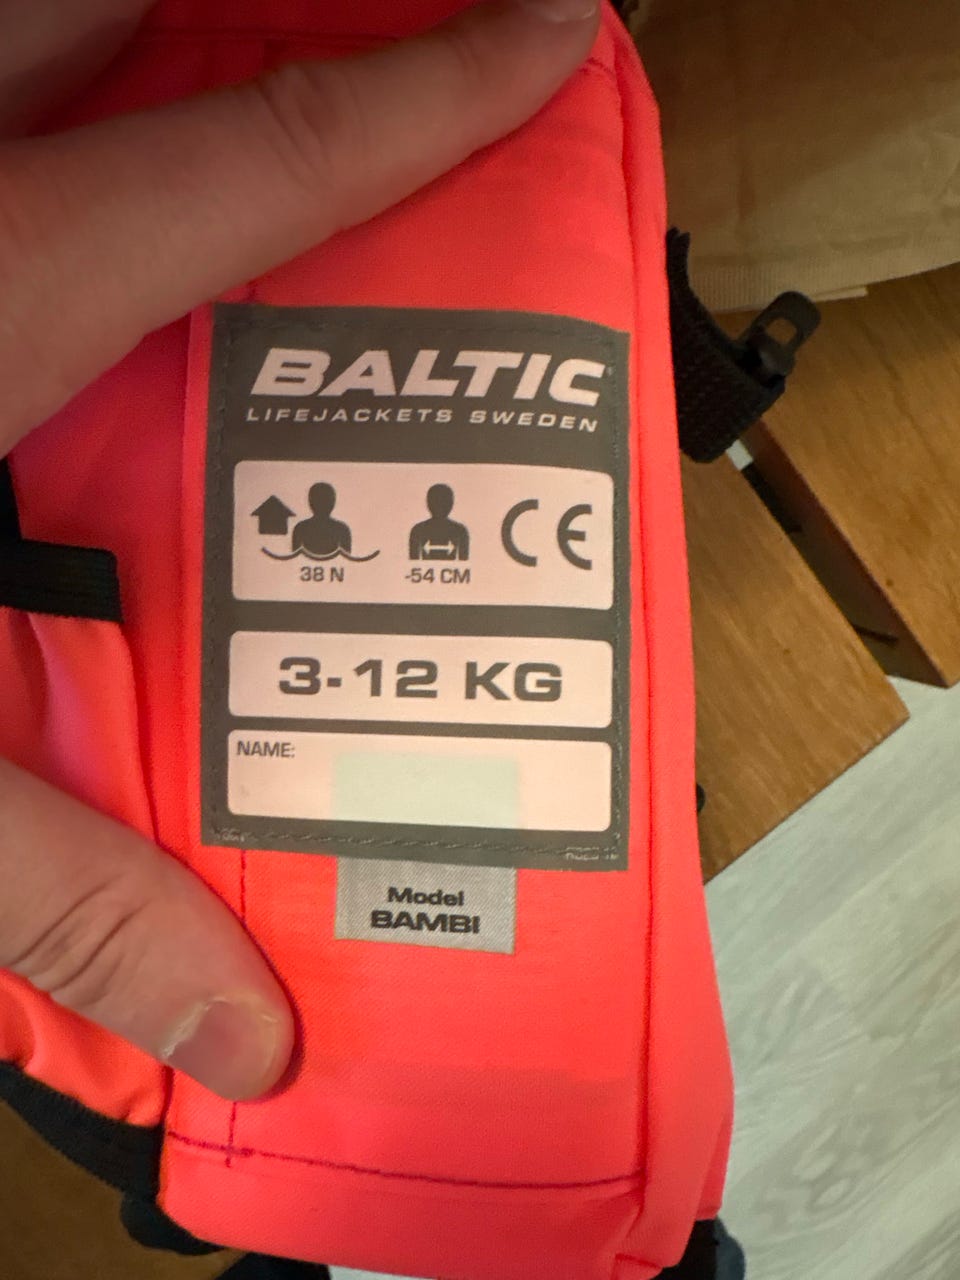 BALTIC
LIFEJACKETS SWEDEN
38 N
-54 CM
CE
3-12 KG
NAME:
Model
BAMBI